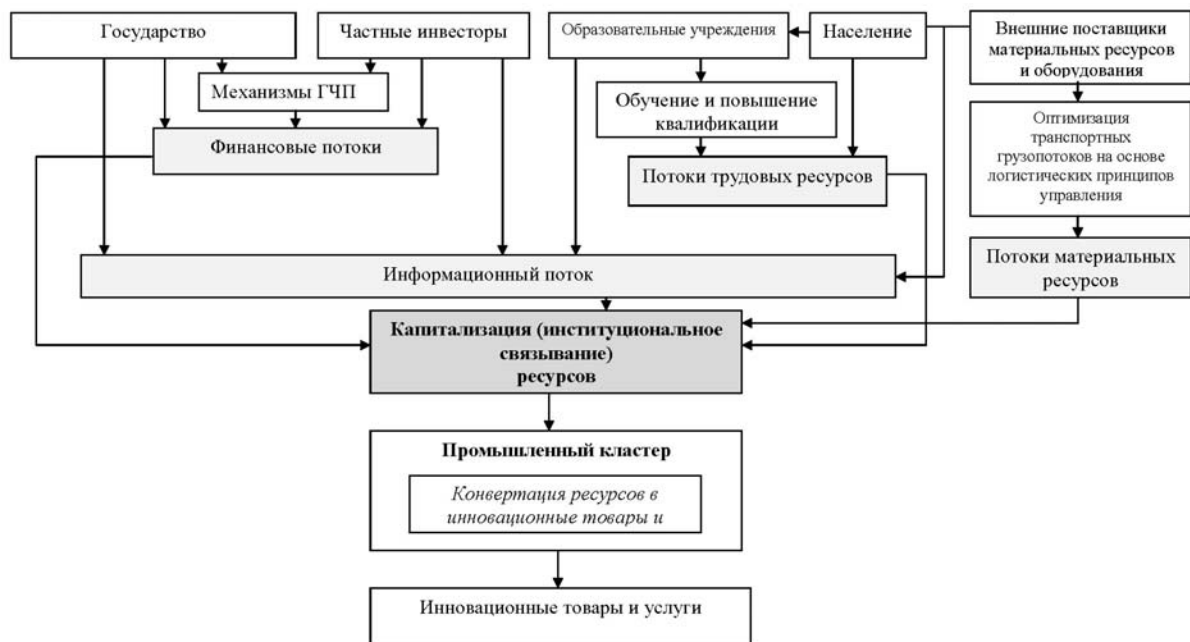 Государство
Частные инвесторы
Образовательные учреждения
Население
Внешние поставщики
материальных ресурсов
и оборудования
Механизмы ГЧП
Финансовые потоки
Обучение и повышение
квалификации
Потоки трудовых ресурсов
Оптимизация
транспортных
грузопотоков на основе
логистических принципов
управления
Потоки материальных
ресурсов
Информационный поток
Капитализация (институциональное
связывание)
ресурсов
Промышленный кластер
Конвертация ресурсов в
инновационные товары и
Инновационные товары и услуги